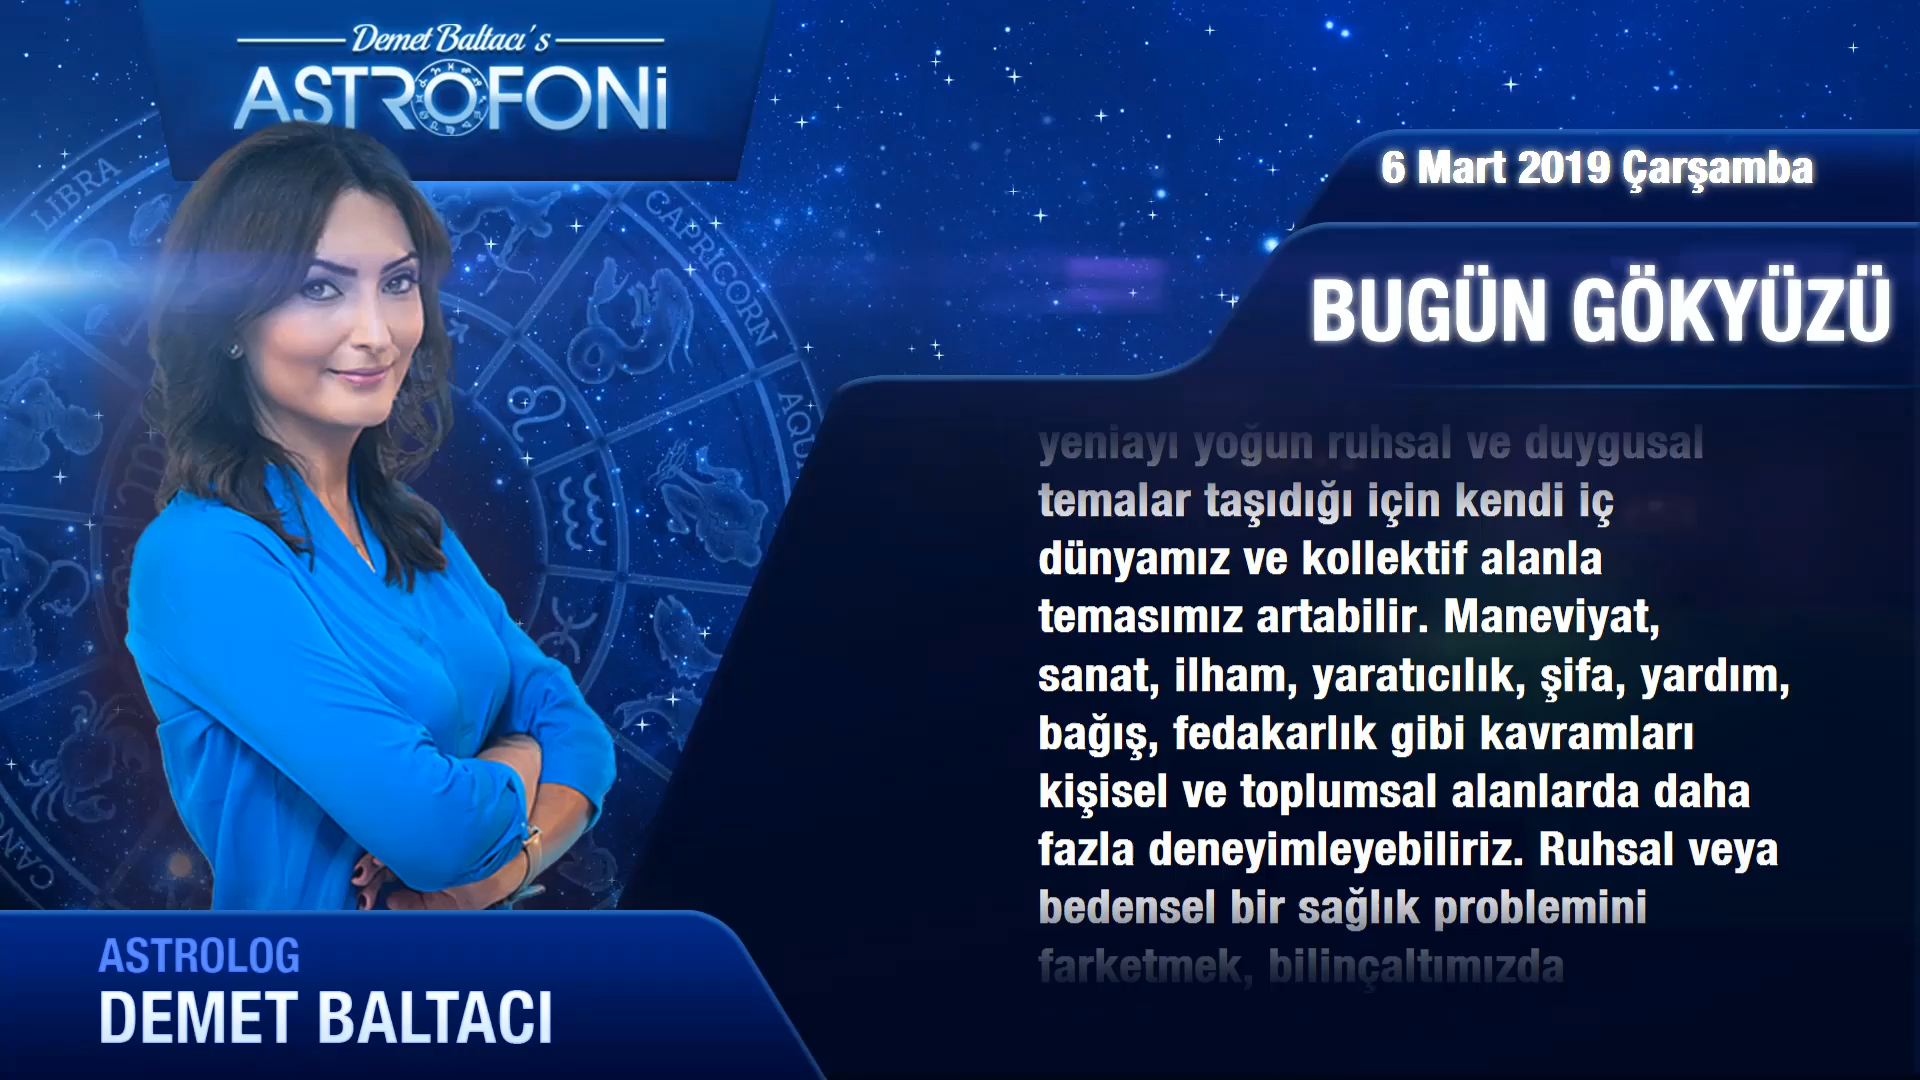 Demet Baltacı's
ASTROFONİ
LIBRA
CAPRICORN
AQU
CANC
6 Mart 2019 Çarşamba
BUGÜN GÖKYÜZÜ
yeniayı yoğun ruhsal ve duygusal
temalar taşıdığı için kendi iç
dünyamız ve kollektif alanla
temasımız artabilir. Maneviyat,
sanat, ilham, yaratıcılık, şifa, yardım,
bağış, fedakarlık gibi kavramları
kişisel ve toplumsal alanlarda daha
fazla deneyimleyebiliriz. Ruhsal veya
bedensel bir sağlık problemini
farketmek, bilinçaltımızda
ASTROLOG
DEMET BALTACI